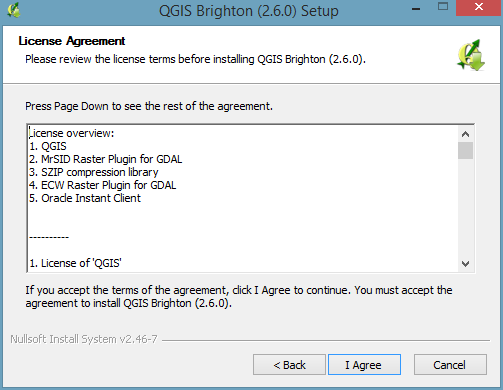 QGIS Brighton (2.6.0) Setup
License Agreement
Please review the license terms before installing QGIS Brighton (2.6.0).
Press Page Down to see the rest of the agreement.
License overview:
1. QGIS
2. MrSID Raster Plugin for GDAL
3. SZIP compression library
4. ECW Raster Plugin for GDAL
5. Oracle Instant Client
----------
1. License of 'QGIS'
If you accept the terms of the agreement, click I Agree to continue. You must accept the
agreement to install QGIS Brighton (2.6.0).
Nullsoft Install System v2.46-7
< Back
I Agree
Cancel